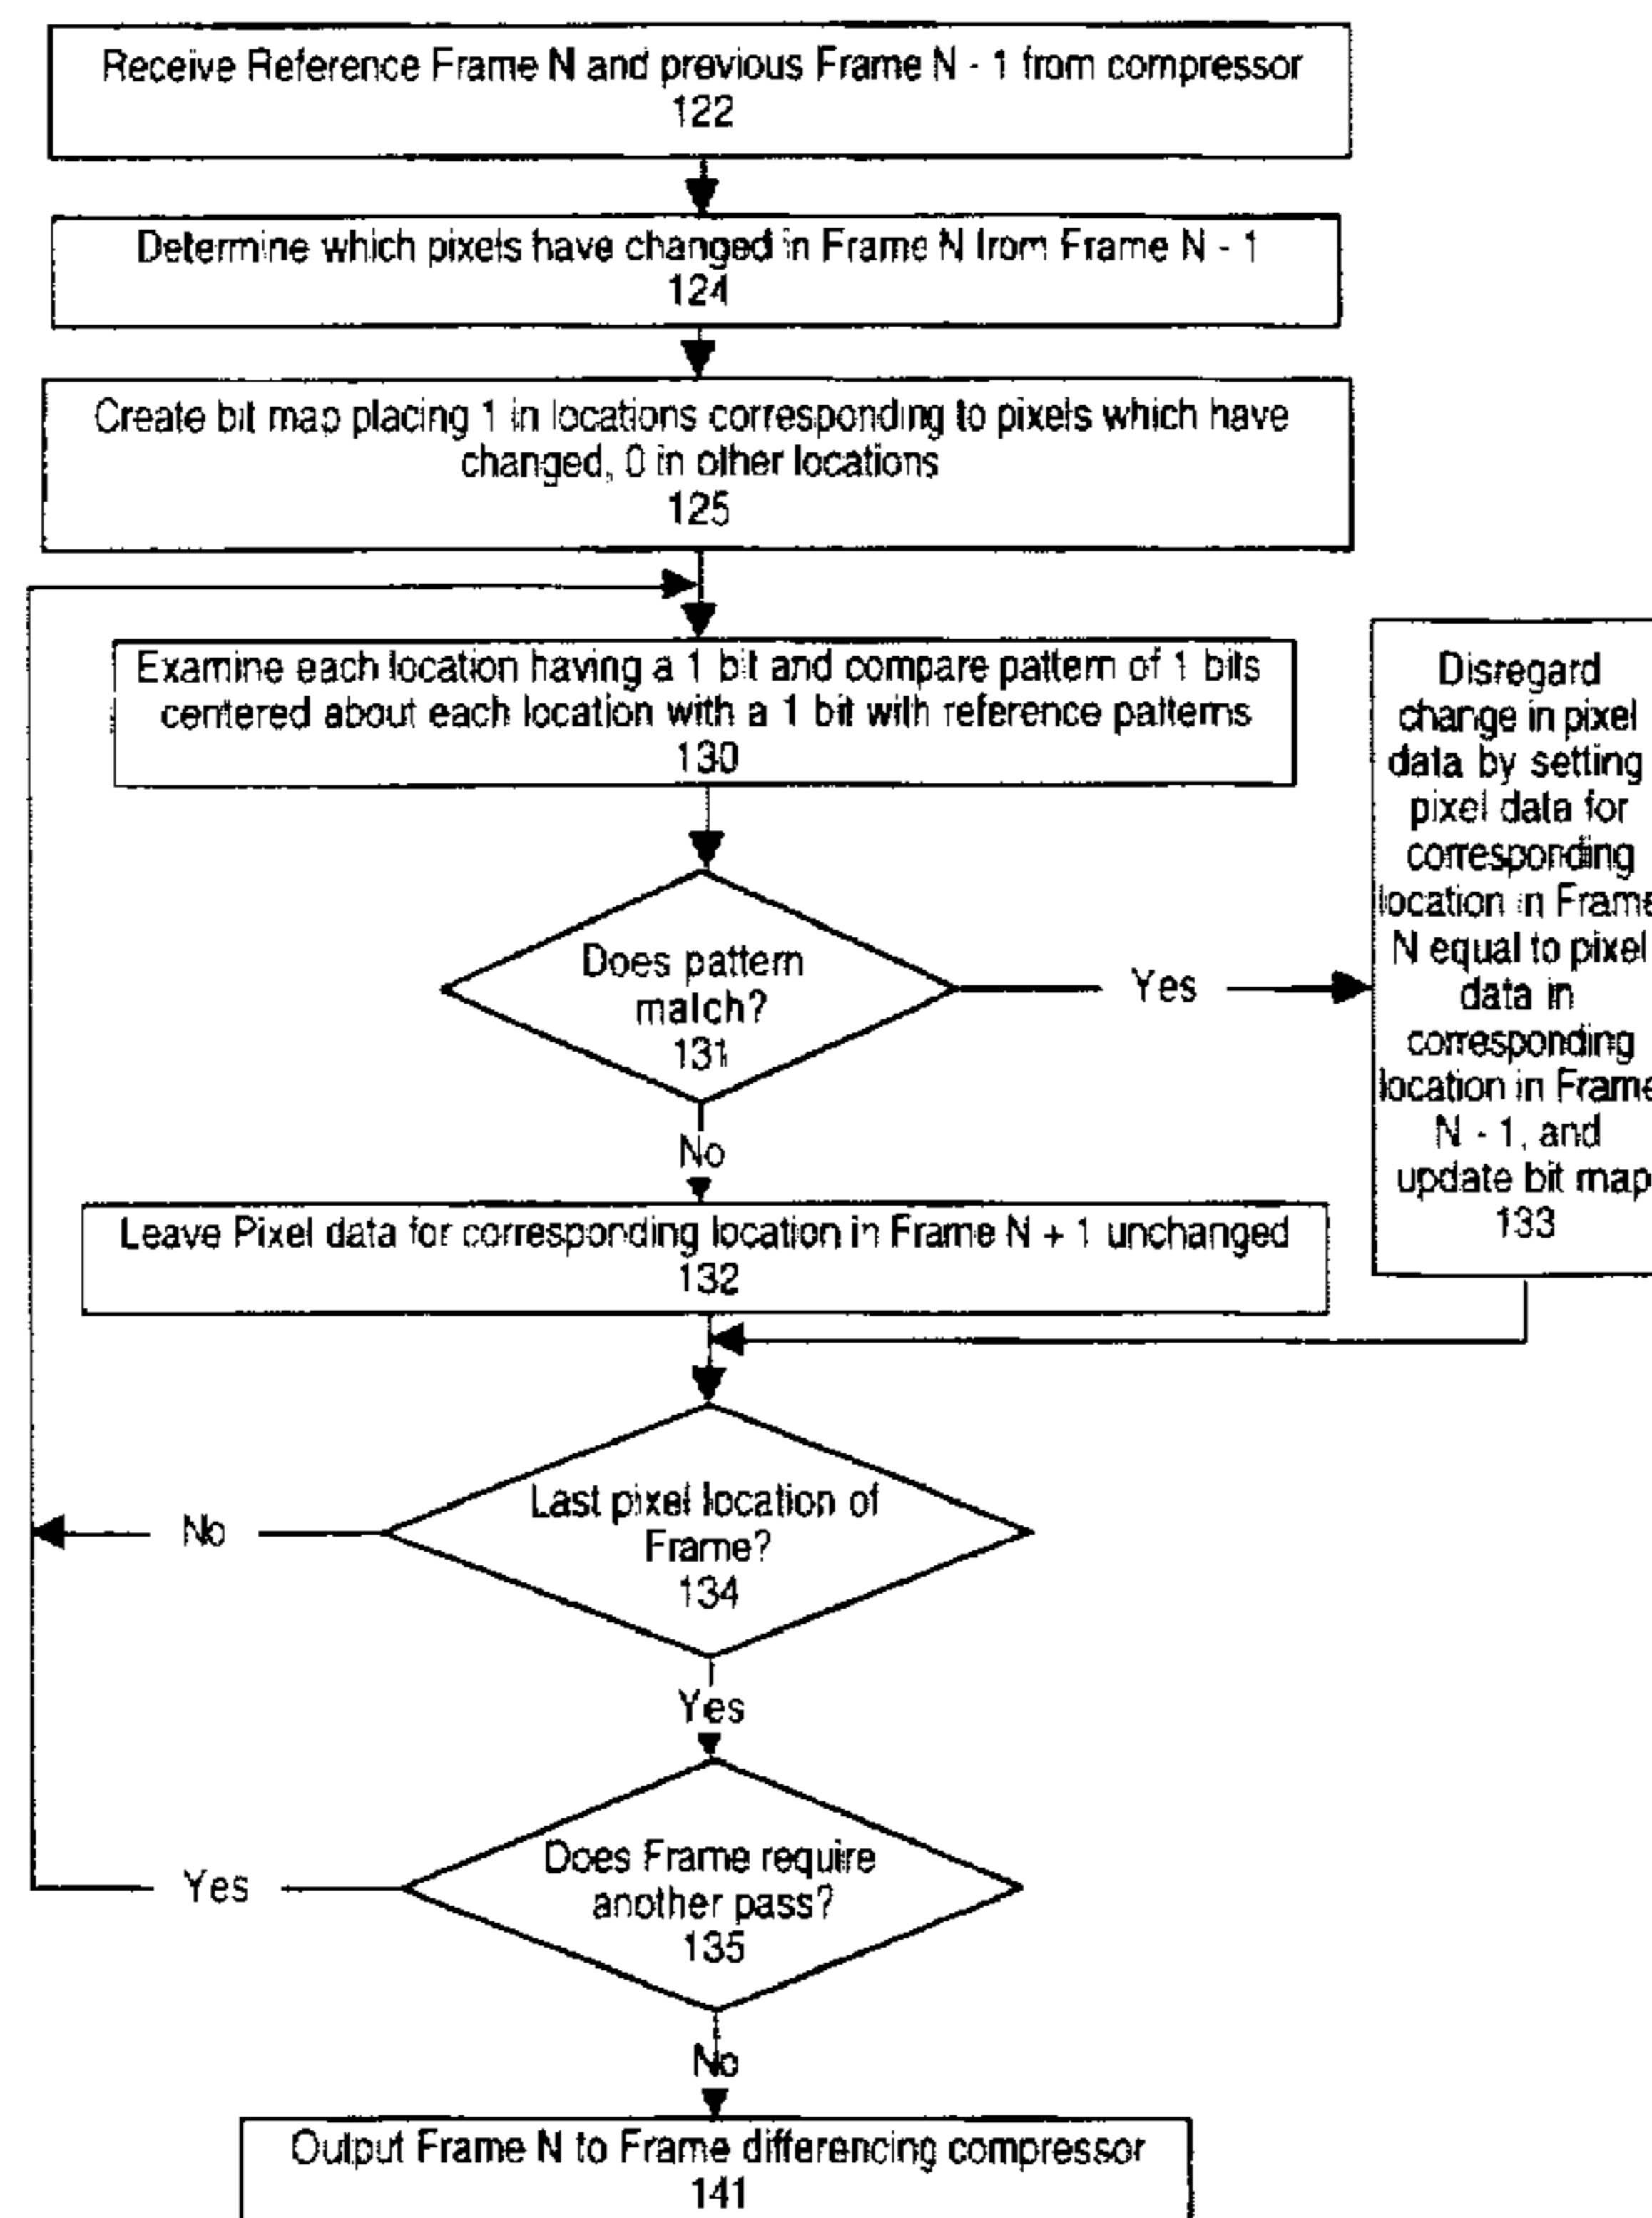 Receive Reference Frame N and previous Frame N - 1 from compressor
122
Determine which pixels have changed in Frame N from Frame N - 1
124
Create bit map placing 1 in locations corresponding to pixels which have
changed, 0 in other locations
125
Examine each location having a 1 bit and compare pattern of 1 bits
centered about each location with a 1 bit with reference patterns
130
Does pattern
match?
131
Yes
Disregard
change in pixel
data by setting
pixel data for
corresponding
location in Frame
N equal to pixel
data in
corresponding
location in Frame
N - 1, and
update bit map
133
No
Leave Pixel data for corresponding location in Frame N + 1 unchanged
132
Last pixel location of
Frame?
134
No
Yes
Does Frame require
another pass?
135
Yes
No
Output Frame N to Frame differencing compressor
141